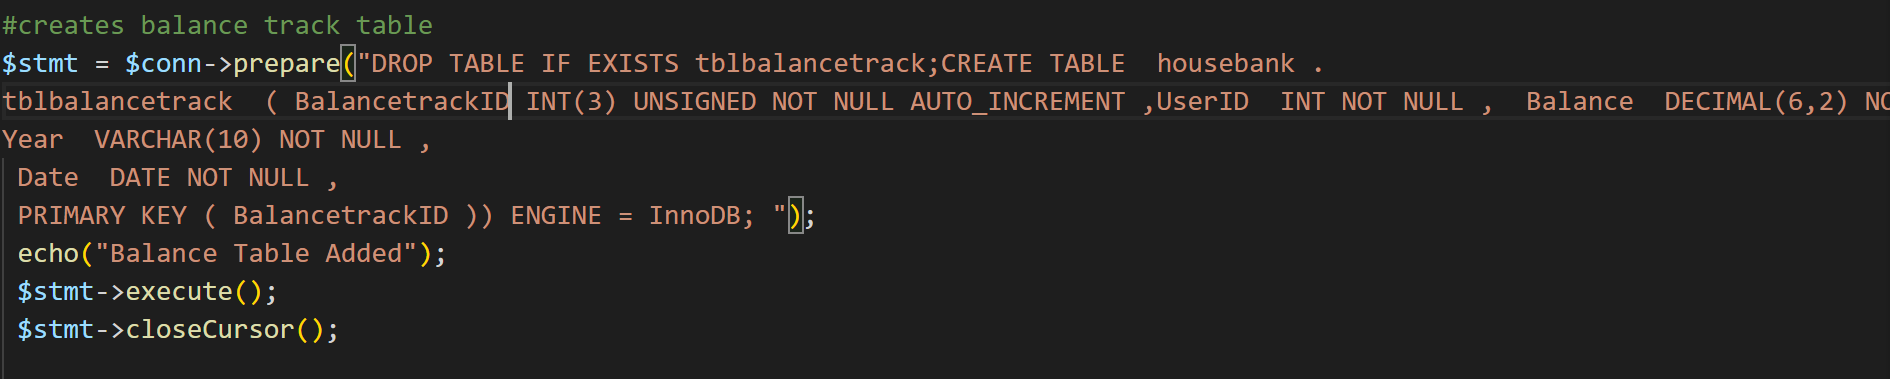 #creates balance track table
$stmt = $conn->prepare("DROP TABLE IF EXISTS tblbalancetrack;CREATE TABLE  housebank .
tblbalancetrack  ( BalancetrackID INT(3) UNSIGNED NOT NULL AUTO_INCREMENT ,UserID  INT NOT NULL ,  Balance  DECIMAL(6,2)
Year  VARCHAR(10) NOT NULL ,
Date  DATE NOT NULL ,
PRIMARY KEY ( BalancetrackID )) ENGINE = InnoDB; ");
echo("Balance Table Added");
$stmt->execute();
$stmt->closeCursor();